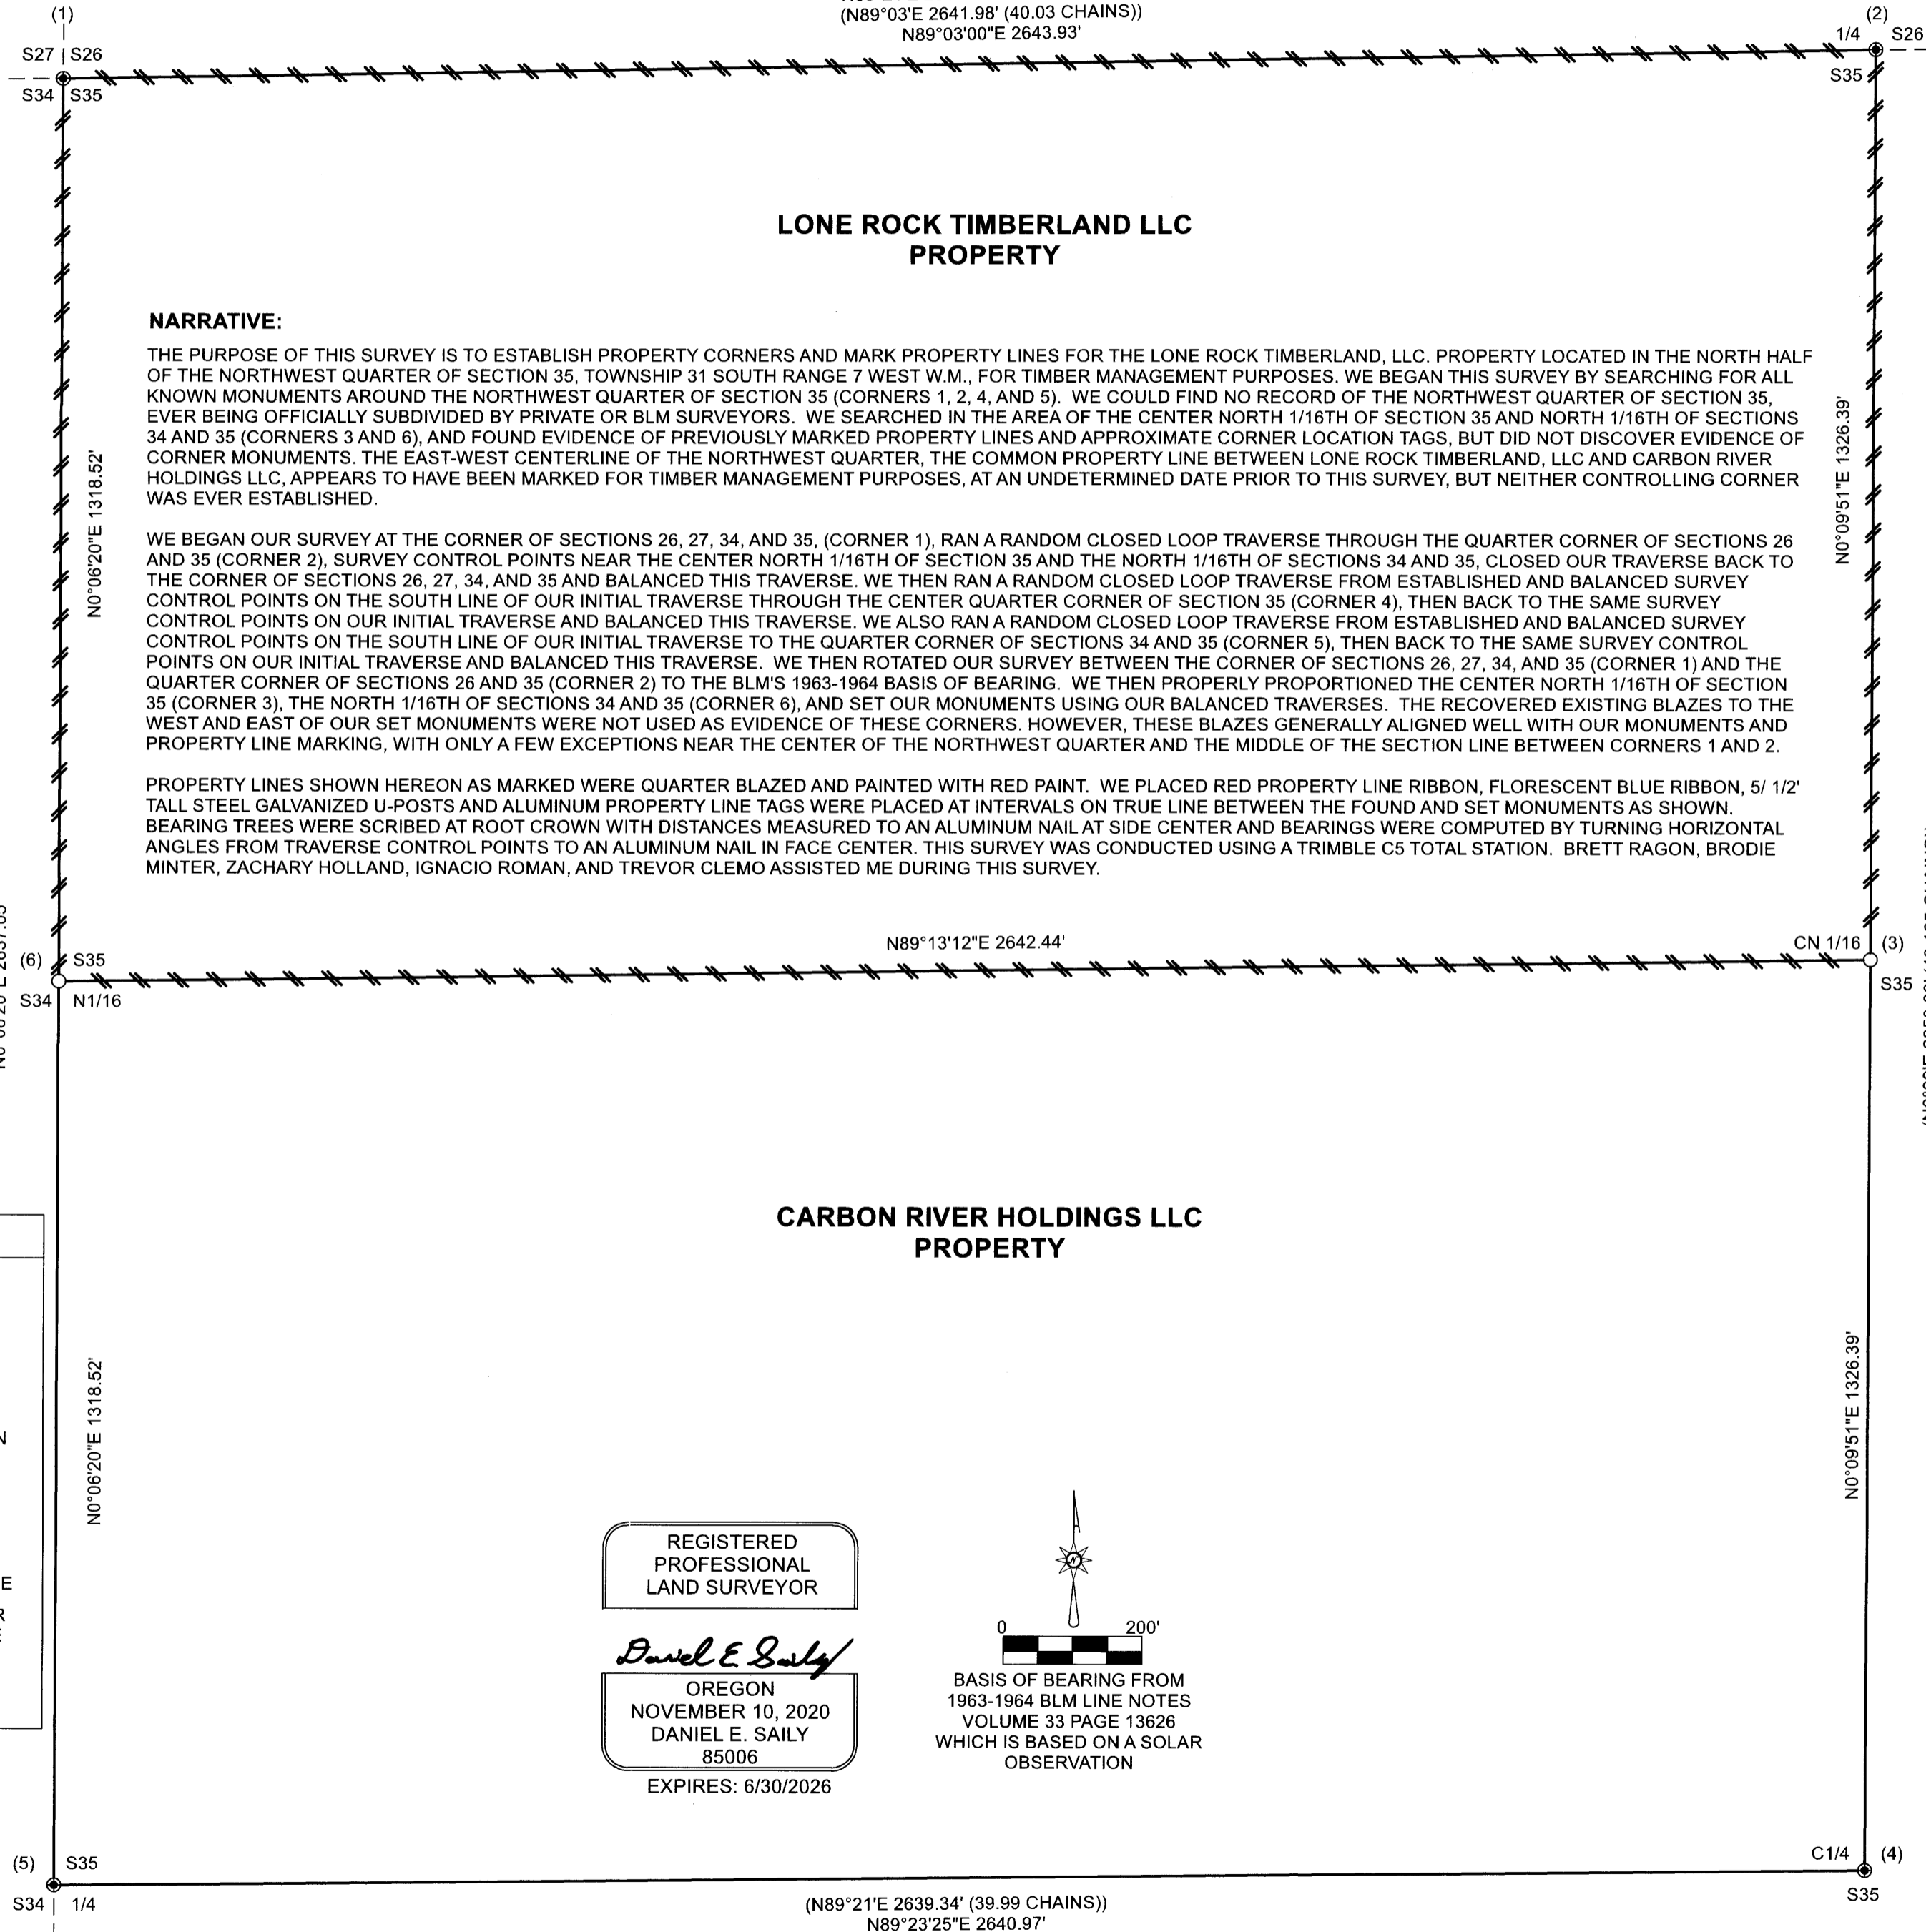 (N89°03'E 2641.98' (40.03 CHAINS))
N89°03'00"E 2643.93'
(1)
(2)
S27 | S26
1/4
S26
S34
S35
S35
LONE ROCK TIMBERLAND LLC
PROPERTY
NARRATIVE:
THE PURPOSE OF THIS SURVEY IS TO ESTABLISH PROPERTY CORNERS AND MARK PROPERTY LINES FOR THE LONE ROCK TIMBERLAND, LLC. PROPERTY LOCATED IN THE NORTH HALF
OF THE NORTHWEST QUARTER OF SECTION 35, TOWNSHIP 31 SOUTH RANGE 7 WEST W.M., FOR TIMBER MANAGEMENT PURPOSES. WE BEGAN THIS SURVEY BY SEARCHING FOR ALL
KNOWN MONUMENTS AROUND THE NORTHWEST QUARTER OF SECTION 35 (CORNERS 1, 2, 4, AND 5). WE COULD FIND NO RECORD OF THE NORTHWEST QUARTER OF SECTION 35,
EVER BEING OFFICIALLY SUBDIVIDED BY PRIVATE OR BLM SURVEYORS. WE SEARCHED IN THE AREA OF THE CENTER NORTH 1/16TH OF SECTION 35 AND NORTH 1/16TH OF SECTIONS
34 AND 35 (CORNERS 3 AND 6), AND FOUND EVIDENCE OF PREVIOUSLY MARKED PROPERTY LINES AND APPROXIMATE CORNER LOCATION TAGS, BUT DID NOT DISCOVER EVIDENCE OF
CORNER MONUMENTS. THE EAST-WEST CENTERLINE OF THE NORTHWEST QUARTER, THE COMMON PROPERTY LINE BETWEEN LONE ROCK TIMBERLAND, LLC AND CARBON RIVER
HOLDINGS LLC, APPEARS TO HAVE BEEN MARKED FOR TIMBER MANAGEMENT PURPOSES, AT AN UNDETERMINED DATE PRIOR TO THIS SURVEY, BUT NEITHER CONTROLLING CORNER
WAS EVER ESTABLISHED.
WE BEGAN OUR SURVEY AT THE CORNER OF SECTIONS 26, 27, 34, AND 35, (CORNER 1), RAN A RANDOM CLOSED LOOP TRAVERSE THROUGH THE QUARTER CORNER OF SECTIONS 26
AND 35 (CORNER 2), SURVEY CONTROL POINTS NEAR THE CENTER NORTH 1/16TH OF SECTION 35 AND THE NORTH 1/16TH OF SECTIONS 34 AND 35, CLOSED OUR TRAVERSE BACK TO
THE CORNER OF SECTIONS 26, 27, 34, AND 35 AND BALANCED THIS TRAVERSE. WE THEN RAN A RANDOM CLOSED LOOP TRAVERSE FROM ESTABLISHED AND BALANCED SURVEY
CONTROL POINTS ON THE SOUTH LINE OF OUR INITIAL TRAVERSE THROUGH THE CENTER QUARTER CORNER OF SECTION 35 (CORNER 4), THEN BACK TO THE SAME SURVEY
CONTROL POINTS ON OUR INITIAL TRAVERSE AND BALANCED THIS TRAVERSE. WE ALSO RAN A RANDOM CLOSED LOOP TRAVERSE FROM ESTABLISHED AND BALANCED SURVEY
CONTROL POINTS ON THE SOUTH LINE OF OUR INITIAL TRAVERSE TO THE QUARTER CORNER OF SECTIONS 34 AND 35 (CORNER 5), THEN BACK TO THE SAME SURVEY CONTROL
POINTS ON OUR INITIAL TRAVERSE AND BALANCED THIS TRAVERSE. WE THEN ROTATED OUR SURVEY BETWEEN THE CORNER OF SECTIONS 26, 27, 34, AND 35 (CORNER 1) AND THE
QUARTER CORNER OF SECTIONS 26 AND 35 (CORNER 2) TO THE BLM'S 1963-1964 BASIS OF BEARING. WE THEN PROPERLY PROPORTIONED THE CENTER NORTH 1/16TH OF SECTION
35 (CORNER 3), THE NORTH 1/16TH OF SECTIONS 34 AND 35 (CORNER 6), AND SET OUR MONUMENTS USING OUR BALANCED TRAVERSES. THE RECOVERED EXISTING BLAZES TO THE
WEST AND EAST OF OUR SET MONUMENTS WERE NOT USED AS EVIDENCE OF THESE CORNERS. HOWEVER, THESE BLAZES GENERALLY ALIGNED WELL WITH OUR MONUMENTS AND
PROPERTY LINE MARKING, WITH ONLY A FEW EXCEPTIONS NEAR THE CENTER OF THE NORTHWEST QUARTER AND THE MIDDLE OF THE SECTION LINE BETWEEN CORNERS 1 AND 2.
PROPERTY LINES SHOWN HEREON AS MARKED WERE QUARTER BLAZED AND PAINTED WITH RED PAINT. WE PLACED RED PROPERTY LINE RIBBON, FLORESCENT BLUE RIBBON, 5/ 1/2'
TALL STEEL GALVANIZED U-POSTS AND ALUMINUM PROPERTY LINE TAGS WERE PLACED AT INTERVALS ON TRUE LINE BETWEEN THE FOUND AND SET MONUMENTS AS SHOWN.
BEARING TREES WERE SCRIBED AT ROOT CROWN WITH DISTANCES MEASURED TO AN ALUMINUM NAIL AT SIDE CENTER AND BEARINGS WERE COMPUTED BY TURNING HORIZONTAL
ANGLES FROM TRAVERSE CONTROL POINTS TO AN ALUMINUM NAIL IN FACE CENTER. THIS SURVEY WAS CONDUCTED USING A TRIMBLE C5 TOTAL STATION. BRETT RAGON, BRODIE
MINTER, ZACHARY HOLLAND, IGNACIO ROMAN, AND TREVOR CLEMO ASSISTED ME DURING THIS SURVEY.
N0°06'20"E 1318.52'
N0°09'51"E 1326.39'
N89°13'12"E 2642.44'
(6)
S35
CN 1/16
(3)
S34
N1/16
S35
CARBON RIVER HOLDINGS LLC
PROPERTY
N0°06'20"E 1318.52'
N0°09'51"E 1326.39'
REGISTERED
PROFESSIONAL
LAND SURVEYOR
Daniel E. Saily
OREGON
NOVEMBER 10, 2020
DANIEL E. SAILY
85006
EXPIRES: 6/30/2026
0 200'
BASIS OF BEARING FROM
1963-1964 BLM LINE NOTES
VOLUME 33 PAGE 13626
WHICH IS BASED ON A SOLAR
OBSERVATION
(5)
S35
C1/4
(4)
S34 | 1/4
S35
(N89°21'E 2639.34' (39.99 CHAINS))
N89°23'25"E 2640.97'